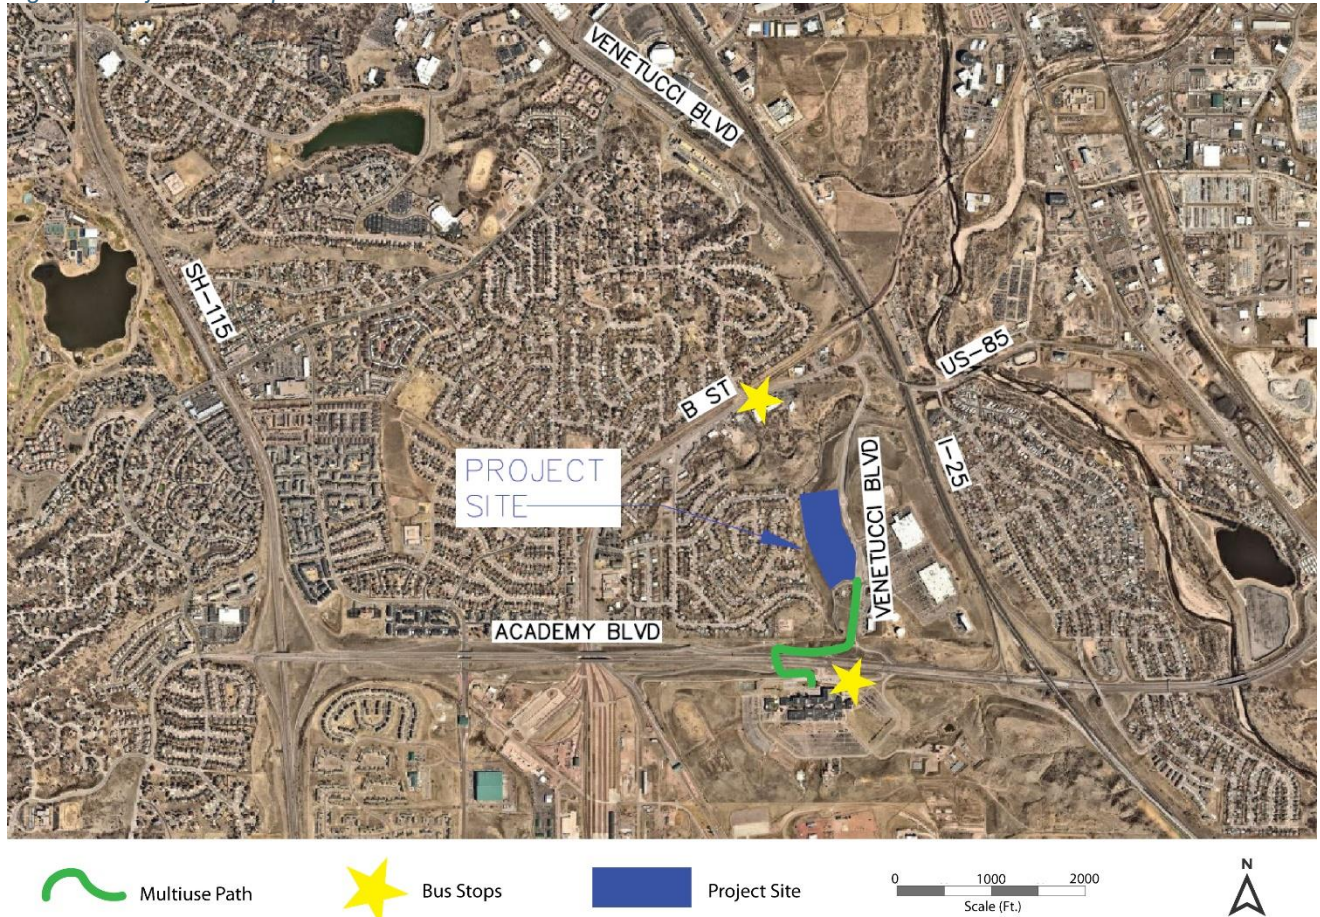 VENETUCCI BLVD
SH-115
US-85
B ST
I-25
PROJECT
SITE
VENETUCCI BLVD
ACADEMY BLVD
N
0 1000 2000
Multiuse Path
Bus Stops
Project Site
Scale (Ft.)